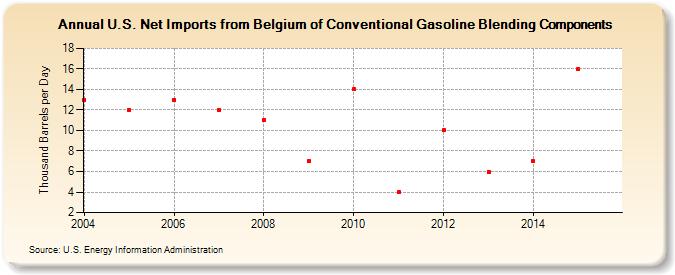 Annual U.S. Net Imports from Belgium of Conventional Gasoline Blending Components
Thousand Barrels per Day
18
16
14
12
10
8
6
4
2
2004 2006 2008 2010 2012 2014
Source: U.S. Energy Information Administration